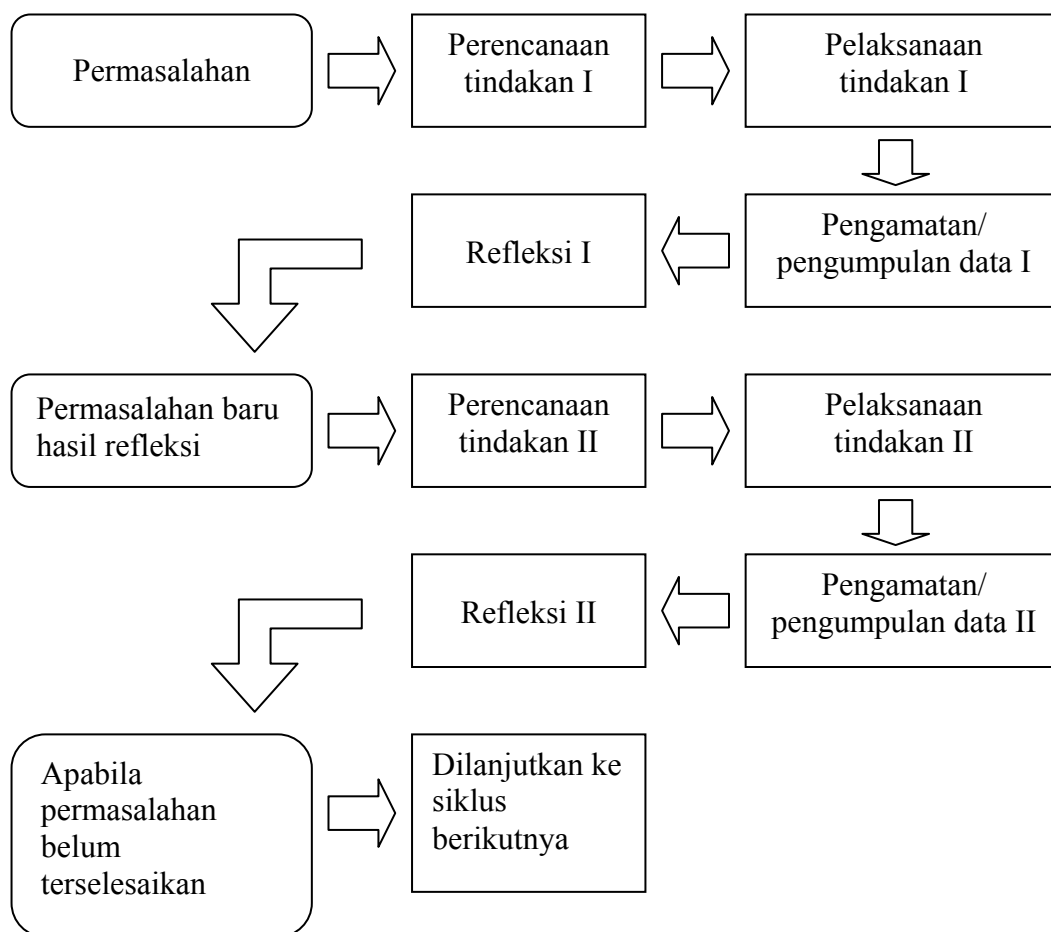 Permasalahan
Perencanaan
tindakan I
Pelaksanaan
tindakan I
Pengamatan/
pengumpulan data I
Refleksi I
Permasalahan baru
hasil refleksi
Perencanaan
tindakan II
Pelaksanaan
tindakan II
Pengamatan/
pengumpulan data II
Refleksi II
Apabila
permasalahan
belum
terselesaikan
Dilanjutkan ke
siklus
berikutnya